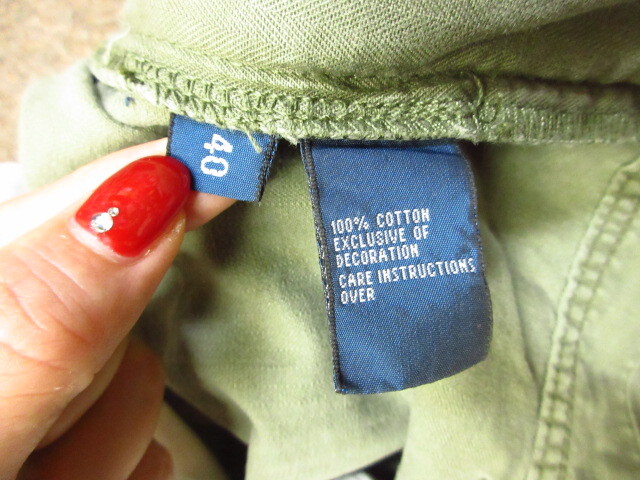 40
100% COTTON
EXCLUSIVE OF
DECORATION
CARE INSTRUCTIONS
OVER